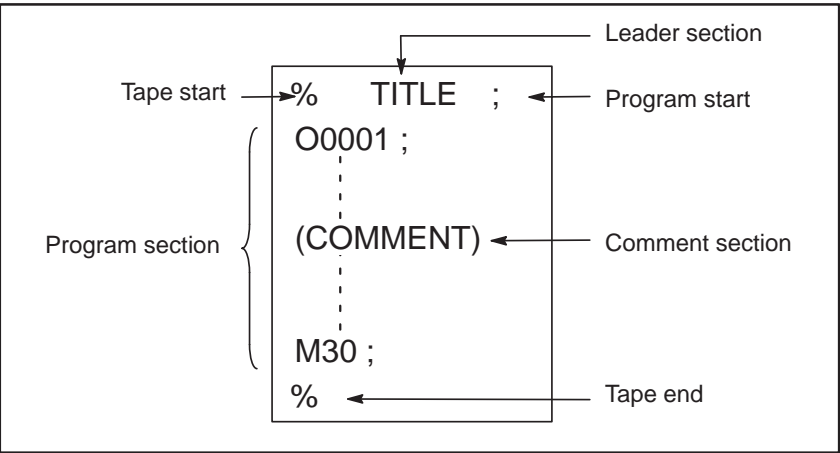 Leader section
Tape start
% TITLE ;
Program start
O0001 ;
Program section
(COMMENT)
Comment section
M30 ;
%
Tape end